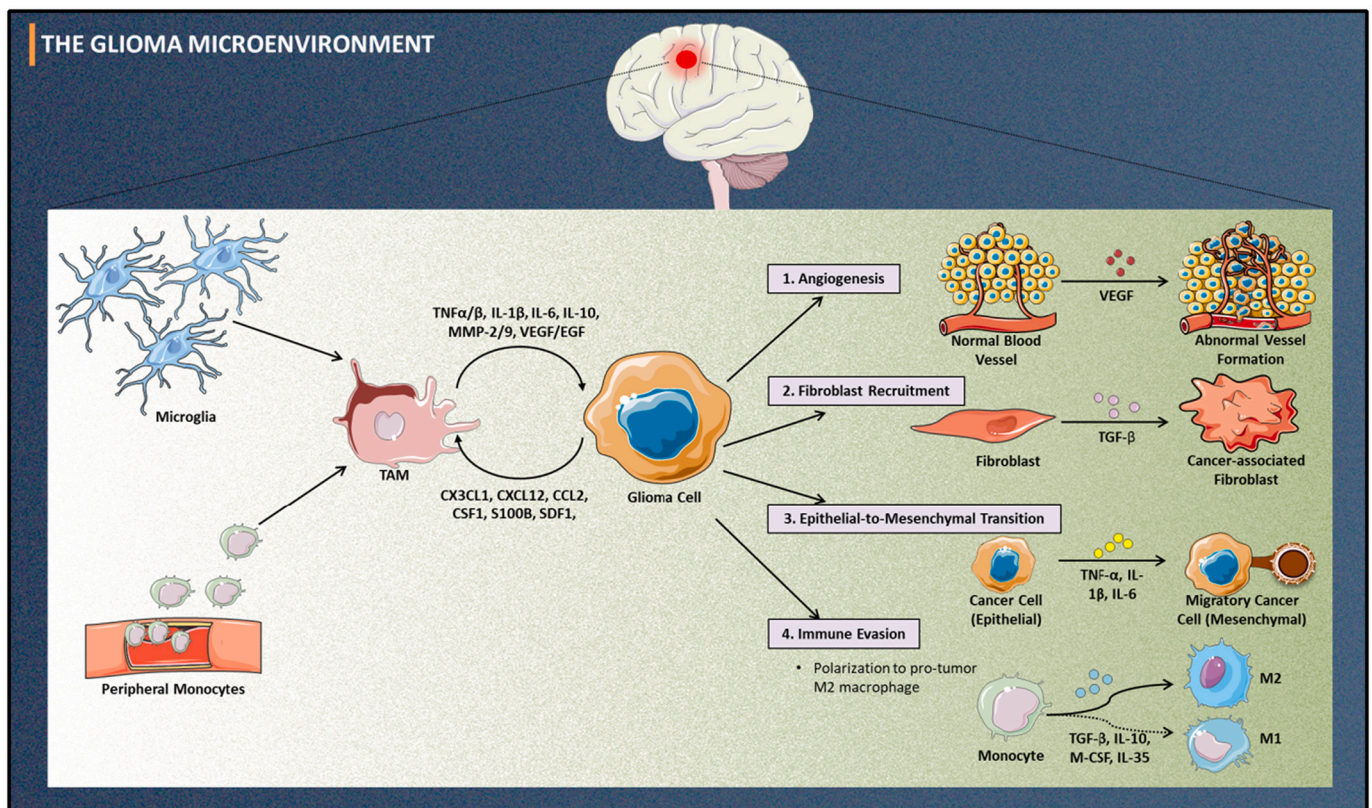 THE GLIOMA MICROENVIRONMENT
Microglia
Peripheral Monocytes
TAM
TNFα/β, IL-1β, IL-6, IL-10,
MMP-2/9, VEGF/EGF
CX3CL1, CXCL12, CCL2,
CSF1, S100B, SDF1,
Glioma Cell
1. Angiogenesis
Normal Blood
Vessel
VEGF
Abnormal Vessel
Formation
2. Fibroblast Recruitment
Fibroblast
TGF-β
Cancer-associated
Fibroblast
3. Epithelial-to-Mesenchymal Transition
Cancer Cell
(Epithelial)
TNF-α, IL-
1β, IL-6
Migratory Cancer
Cell (Mesenchymal)
4. Immune Evasion
• Polarization to pro-tumor
M2 macrophage
Monocyte
TGF-β, IL-10,
M-CSF, IL-35
M2
M1